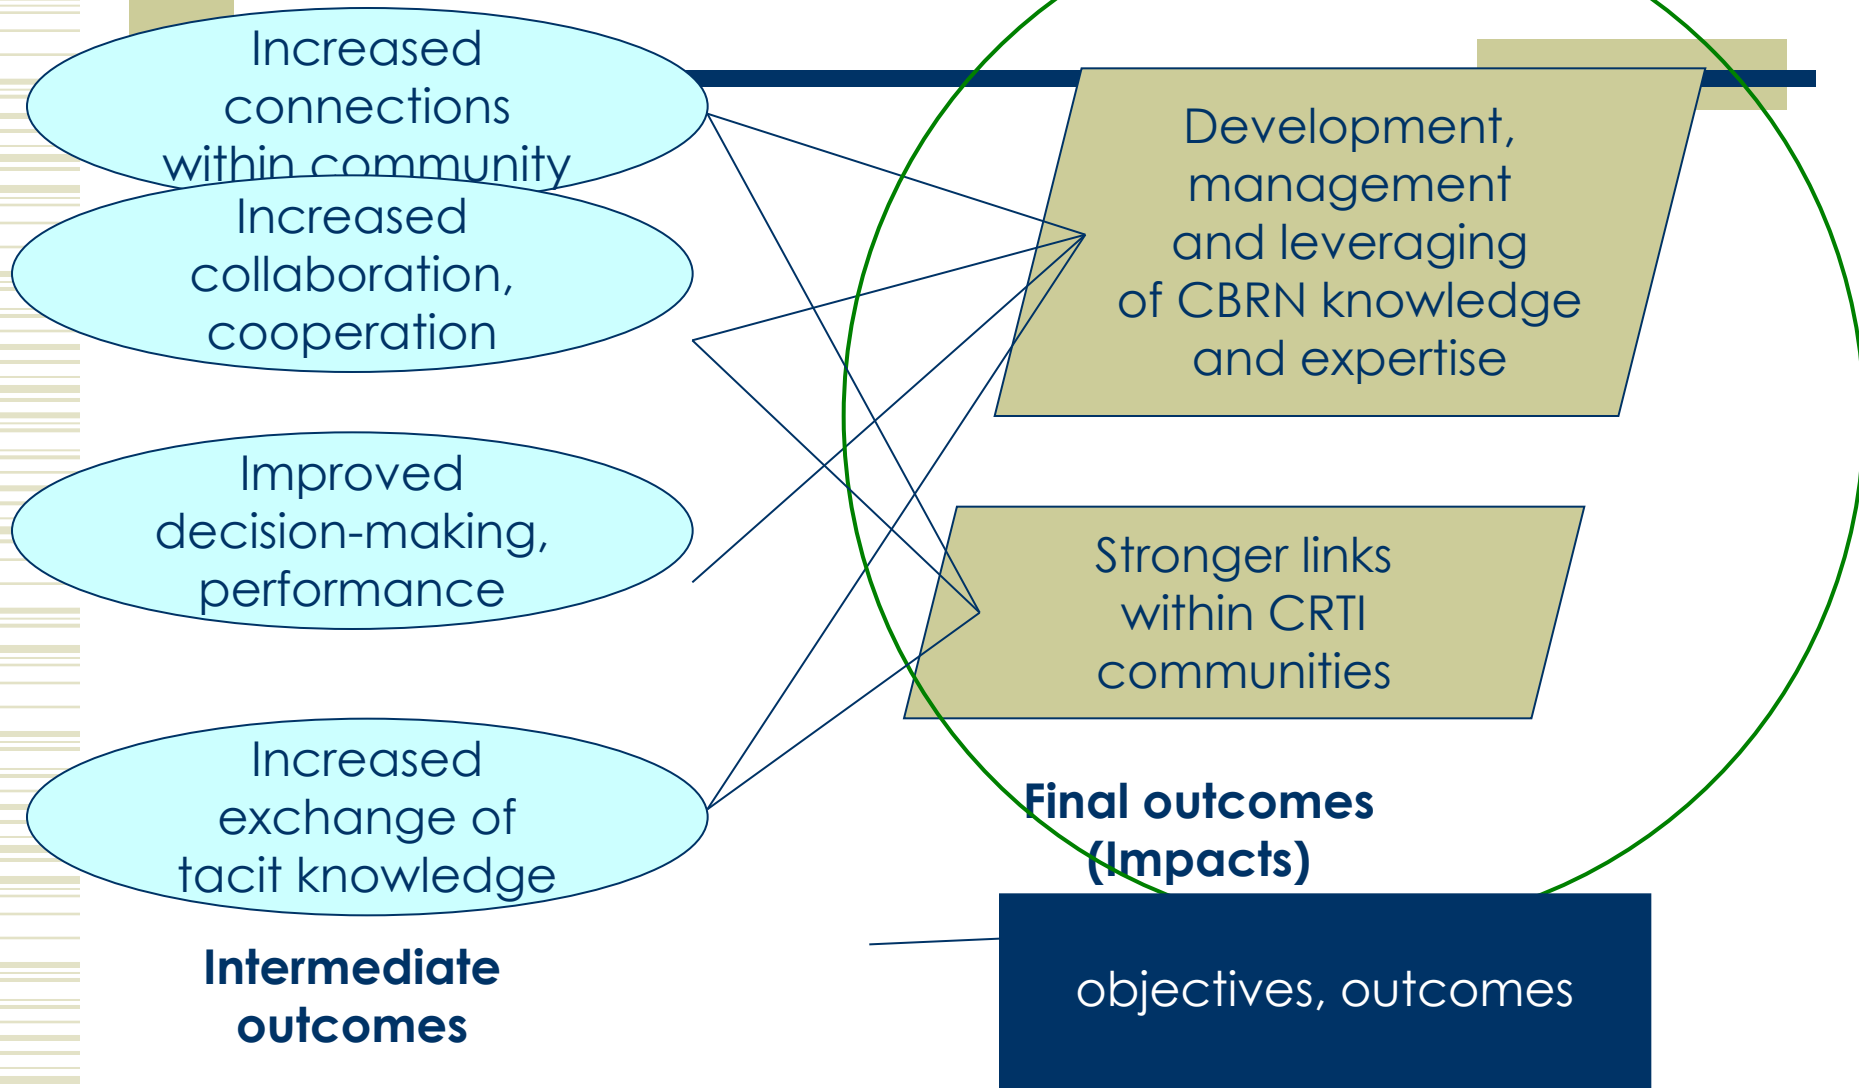 Increased
connections
within community
Increased
collaboration,
cooperation
Improved
decision-making,
performance
Increased
exchange of
tacit knowledge
Intermediate
outcomes
Development,
management
and leveraging
of CBRN knowledge
and expertise
Stronger links
within CRTI
communities
Final outcomes
(Impacts)
objectives, outcomes